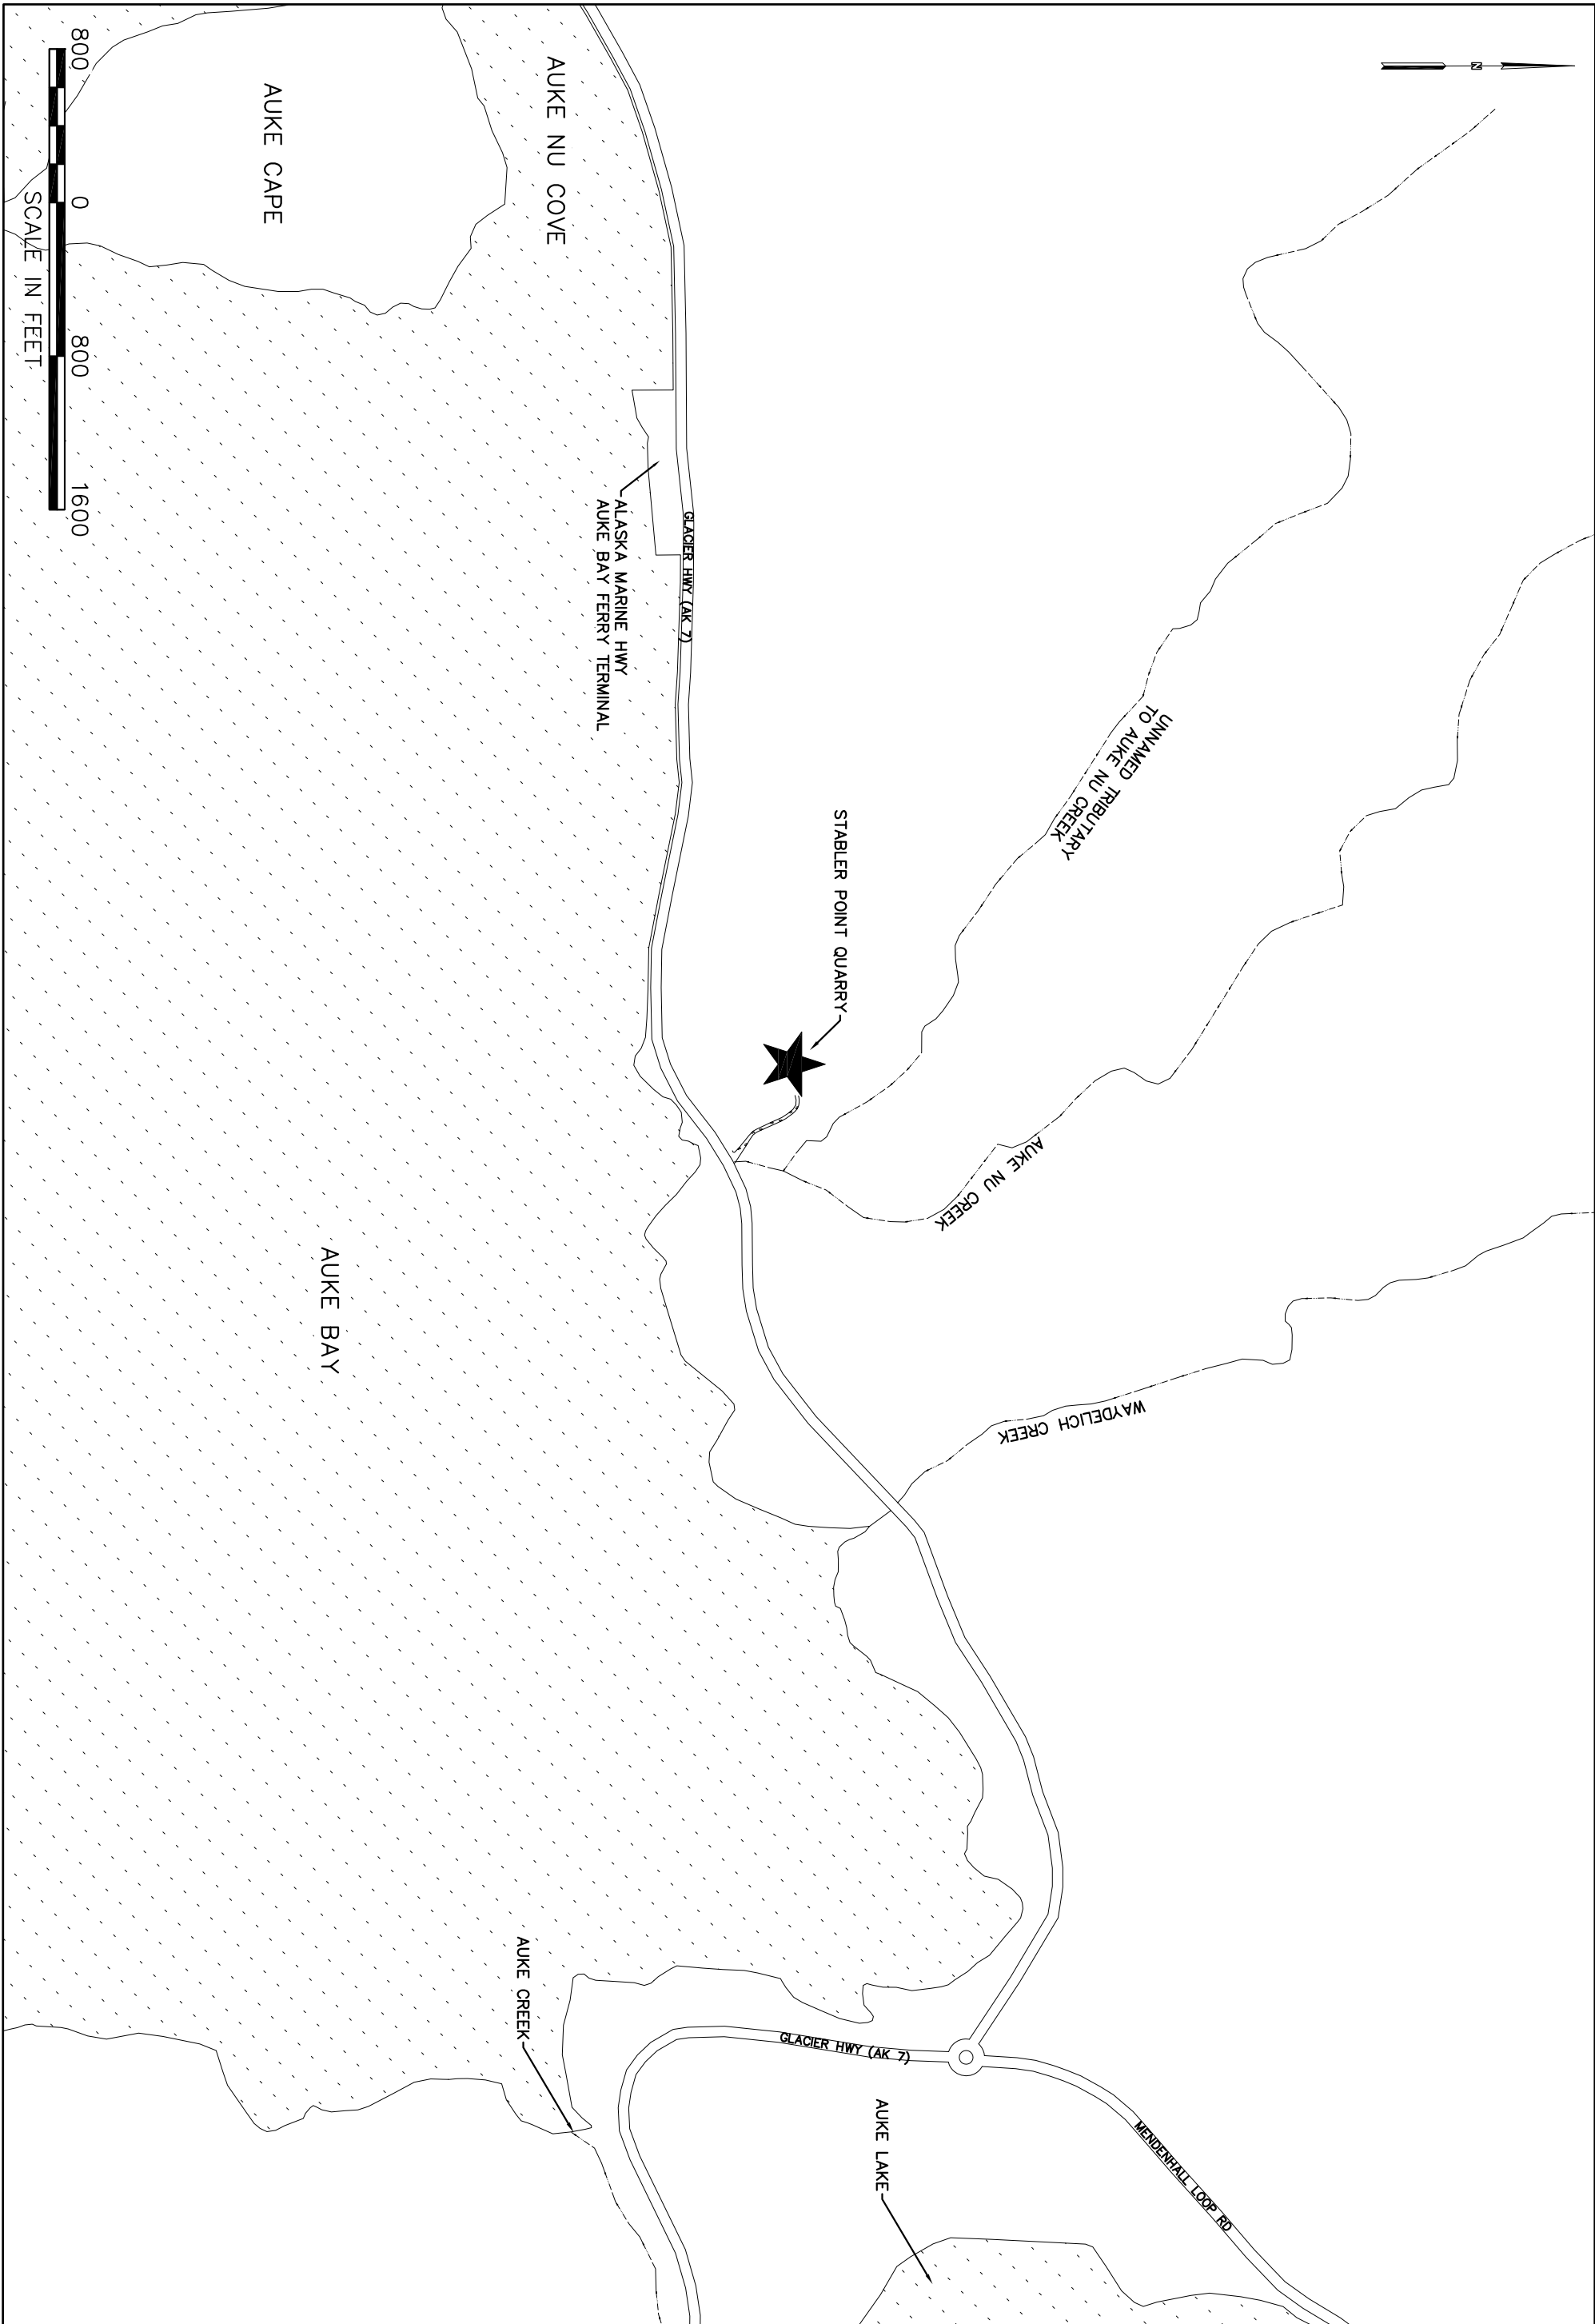 N
UNNAMED TRIBUTARY
TO AUKE NU CREEK
AUKE NU CREEK
WAYDELICH CREEK
MENDENHALL LOOP RD
STABLER POINT QUARRY
AUKE LAKE
GLACIER HWY (AK 7)
GLACIER HWY (AK 7)
ALASKA MARINE HWY
AUKE BAY FERRY TERMINAL
AUKE NU COVE
AUKE CREEK
AUKE BAY
AUKE CAPE
800 0 800 1600
SCALE IN FEET